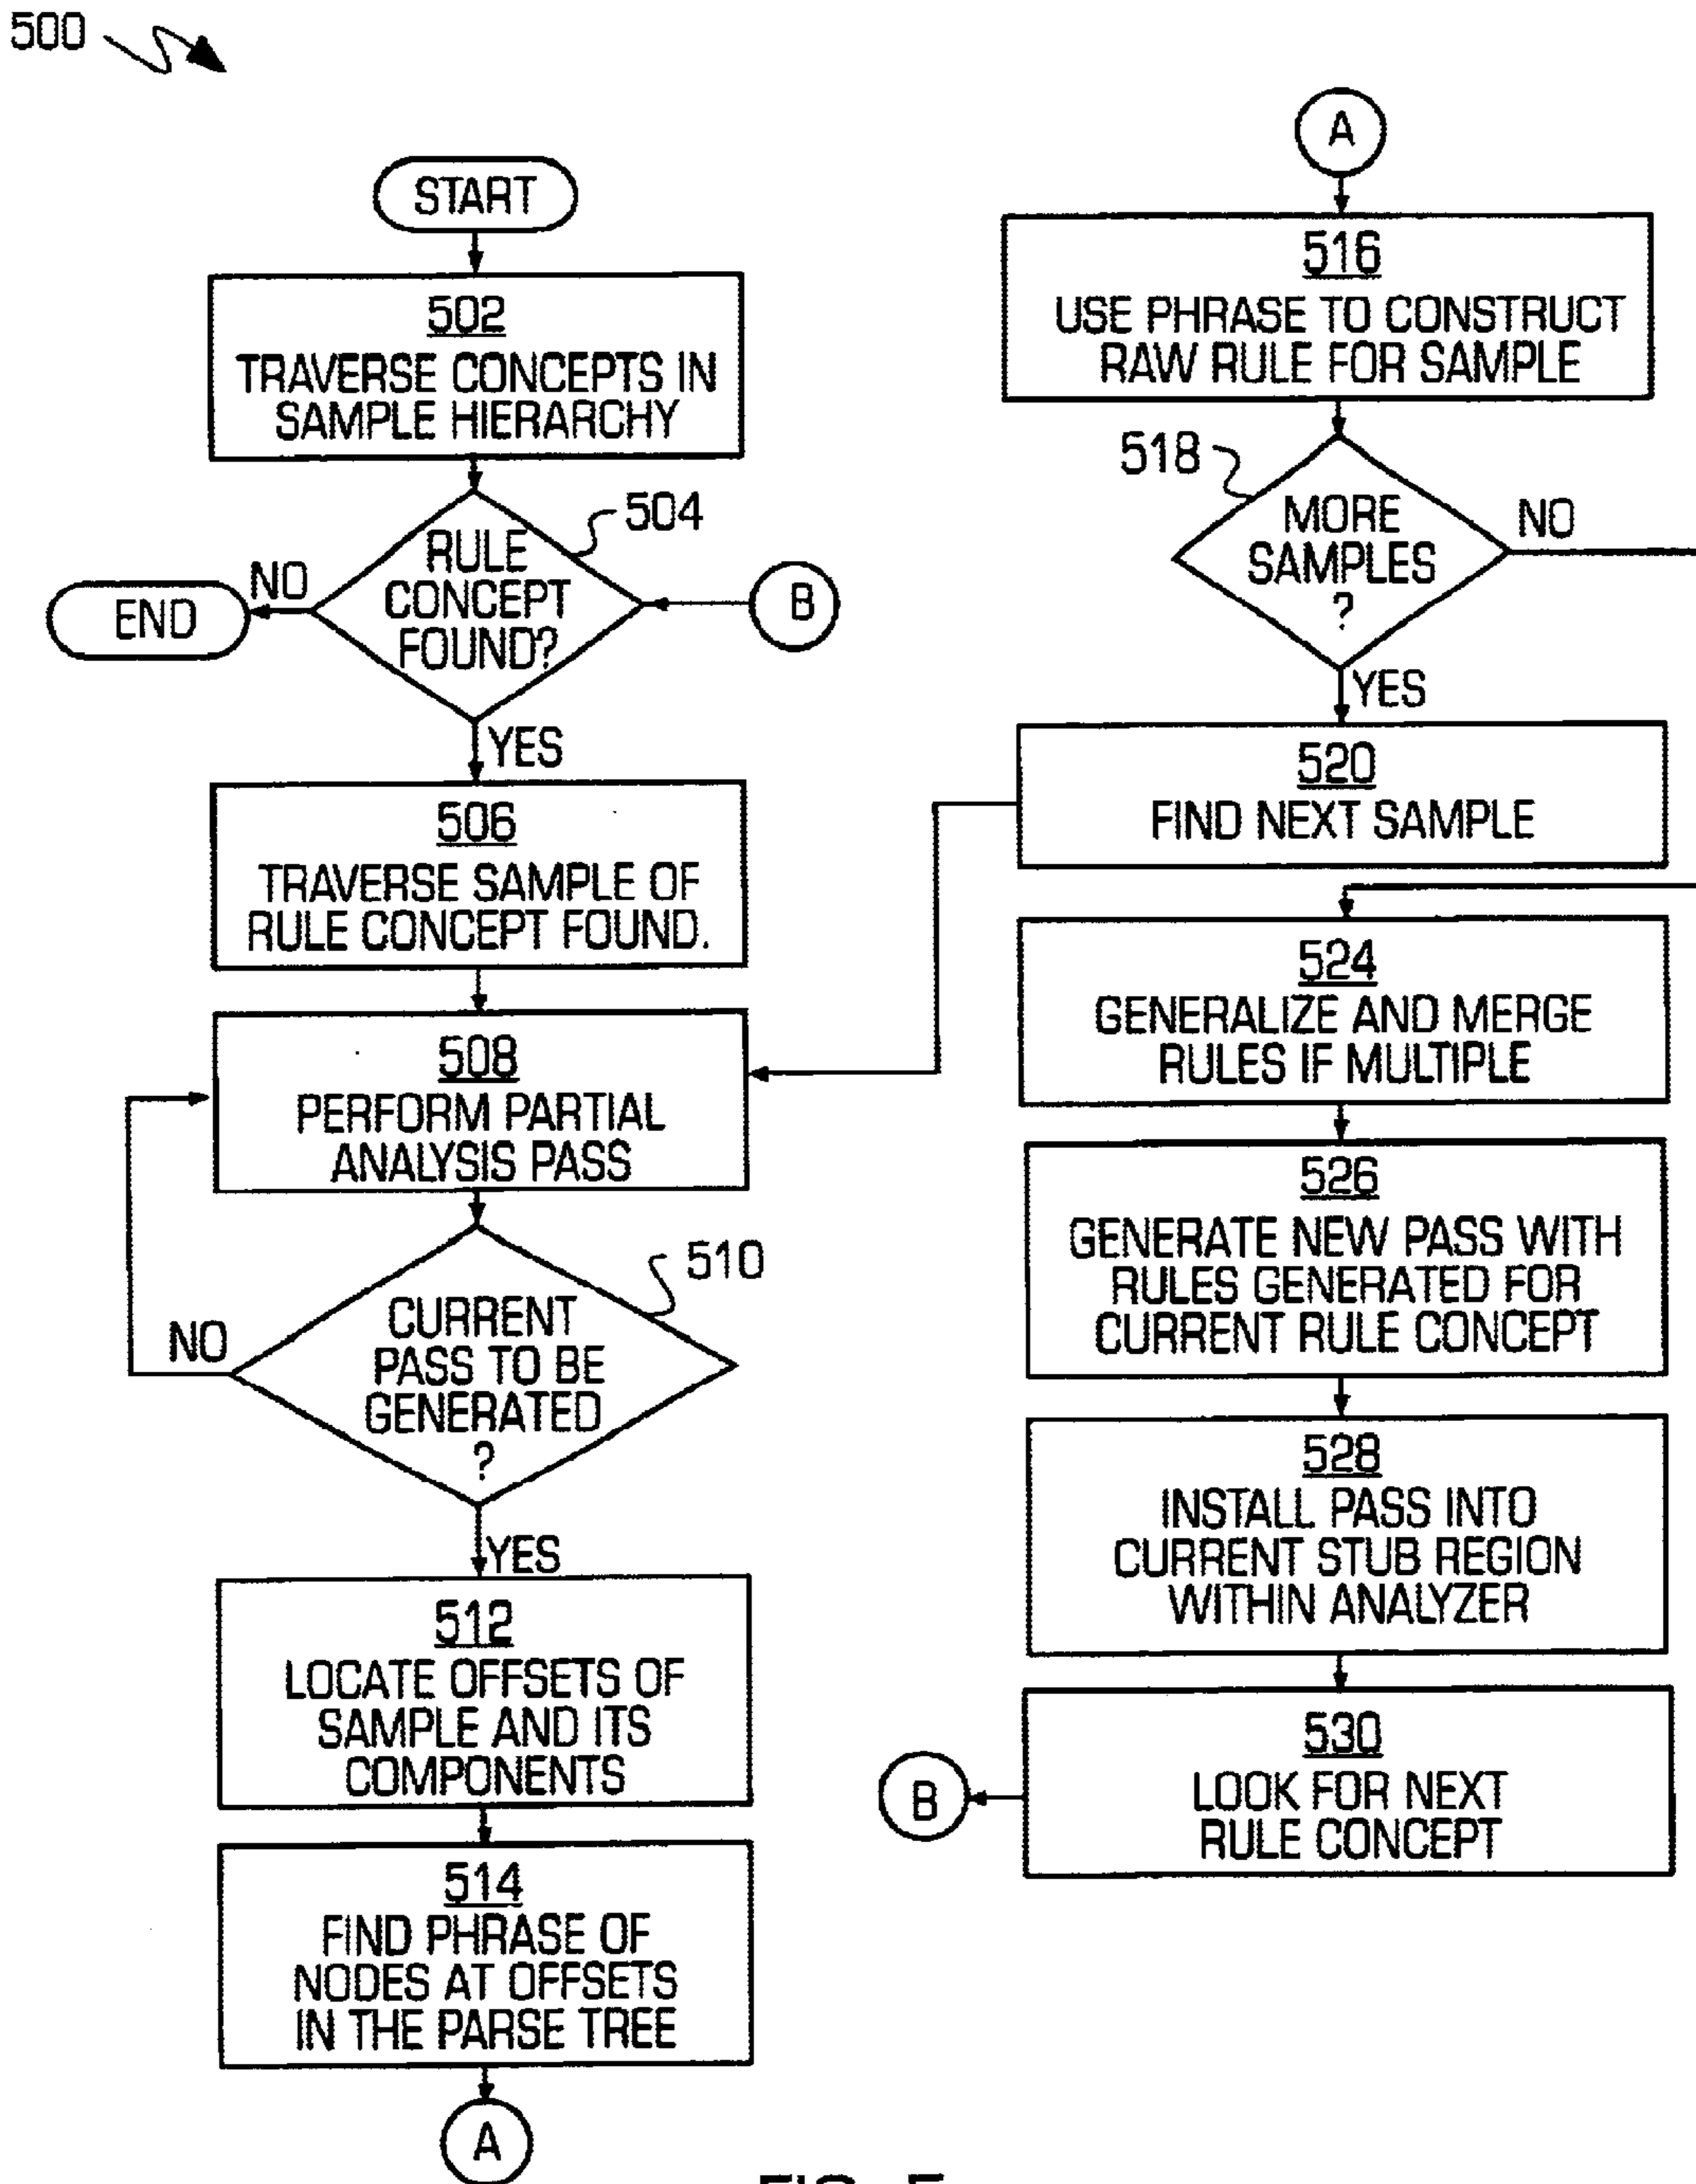 500
START
502
TRAVERSE CONCEPTS IN
SAMPLE HIERARCHY
504
RULE
CONCEPT
FOUND?
NO
END
B
YES
506
TRAVERSE SAMPLE OF
RULE CONCEPT FOUND.
508
PERFORM PARTIAL
ANALYSIS PASS
510
CURRENT
PASS TO BE
GENERATED
?
NO
YES
512
LOCATE OFFSETS OF
SAMPLE AND ITS
COMPONENTS
514
FIND PHRASE OF
NODES AT OFFSETS
IN THE PARSE TREE
A
A
516
USE PHRASE TO CONSTRUCT
RAW RULE FOR SAMPLE
518
MORE
SAMPLES
?
NO
YES
520
FIND NEXT SAMPLE
524
GENERALIZE AND MERGE
RULES IF MULTIPLE
526
GENERATE NEW PASS WITH
RULES GENERATED FOR
CURRENT RULE CONCEPT
528
INSTALL PASS INTO
CURRENT STUB REGION
WITHIN ANALYZER
530
LOOK FOR NEXT
RULE CONCEPT
B